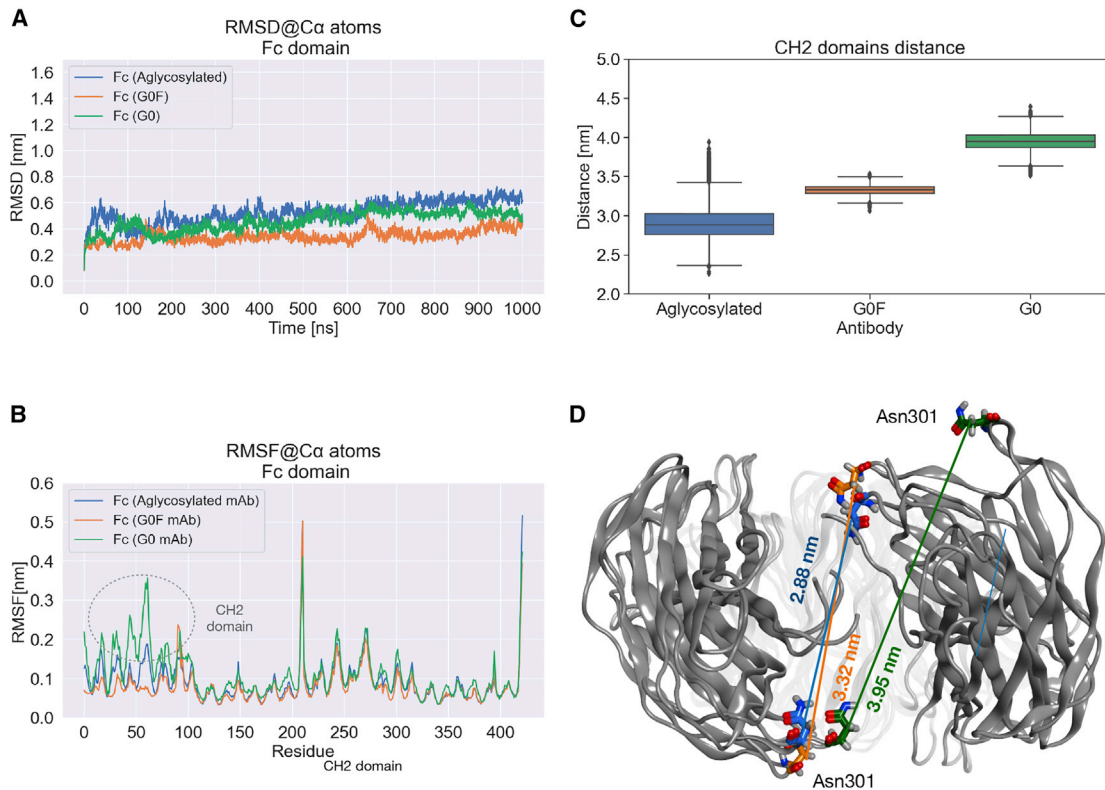 A
RMSD@Cα atoms
Fc domain
RMSD [nm]
1.6
1.4
1.2
1.0
0.8
0.6
0.4
0.2
0.0
Fc (Aglycosylated)
Fc (G0F)
Fc (G0)
0 100 200 300 400 500 600 700 800 900 1000
Time [ns]
C
CH2 domains distance
Distance [nm]
5.0
4.5
4.0
3.5
3.0
2.5
2.0
Aglycosylated G0F G0
Antibody
B
RMSF@Cα atoms
Fc domain
RMSF[nm]
0.6
0.5
0.4
0.3
0.2
0.1
0.0
Fc (Aglycosylated mAb)
Fc (G0F mAb)
Fc (G0 mAb)
CH2
domain
0 50 100 150 200 250 300 350 400
Residue
CH2 domain
D
Asn301
2.88 nm
3.32 nm
3.95 nm
Asn301